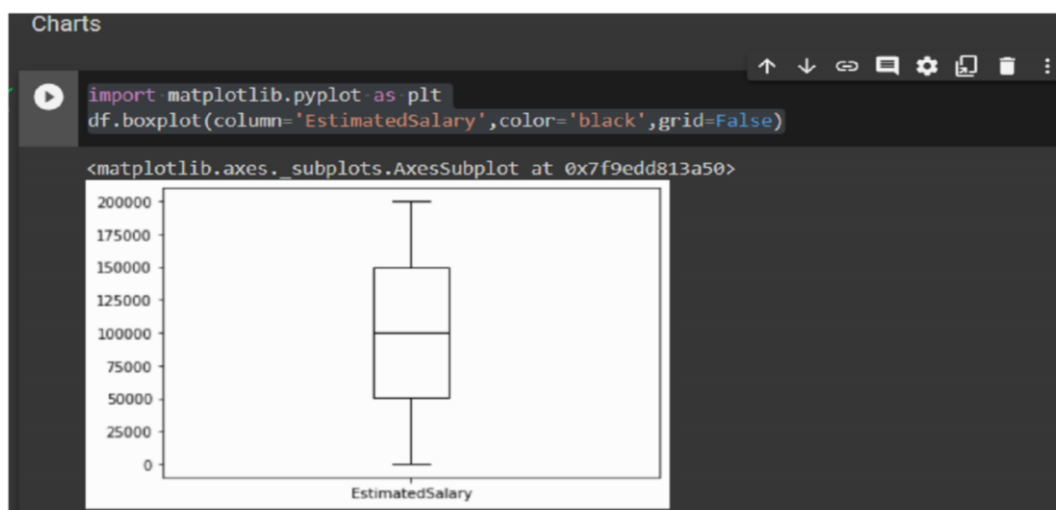 Charts
import matplotlib.pyplot as plt
df.boxplot(column='EstimatedSalary',color='black',grid=False)
<matplotlib.axes._subplots.AxesSubplot at 0x7f9edd813a50>
200000
175000
150000
125000
100000
75000
50000
25000
0
EstimatedSalary